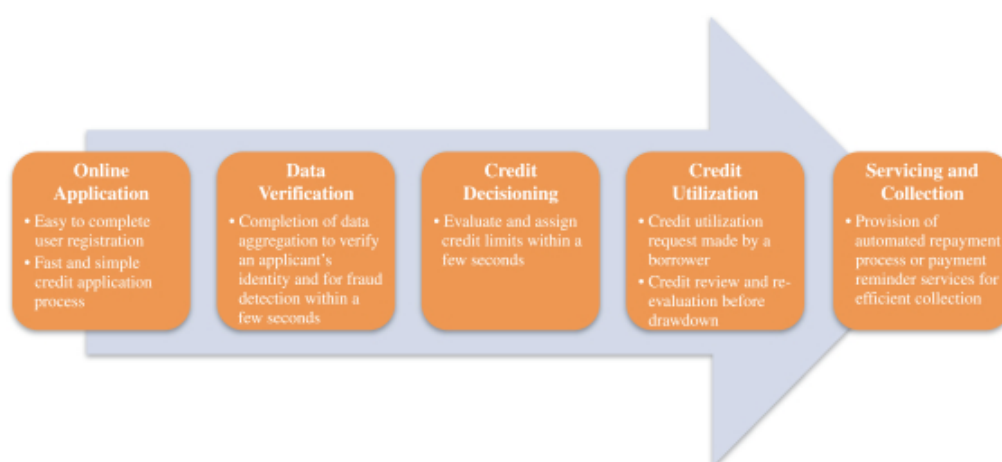 Online
Application
• Easy to complete
user registration
• Fast and simple
credit application
process
Data
Verification
• Completion of data
aggregation to verify
an applicant's
identity and for fraud
detection within a
few seconds
Credit
Decisioning
• Evaluate and assign
credit limits within a
few seconds
Credit
Utilization
• Credit utilization
request made by a
borrower
• Credit review and re-
evaluation before
drawdown
Servicing and
Collection
• Provision of
automated repayment
process or payment
reminder services for
efficient collection